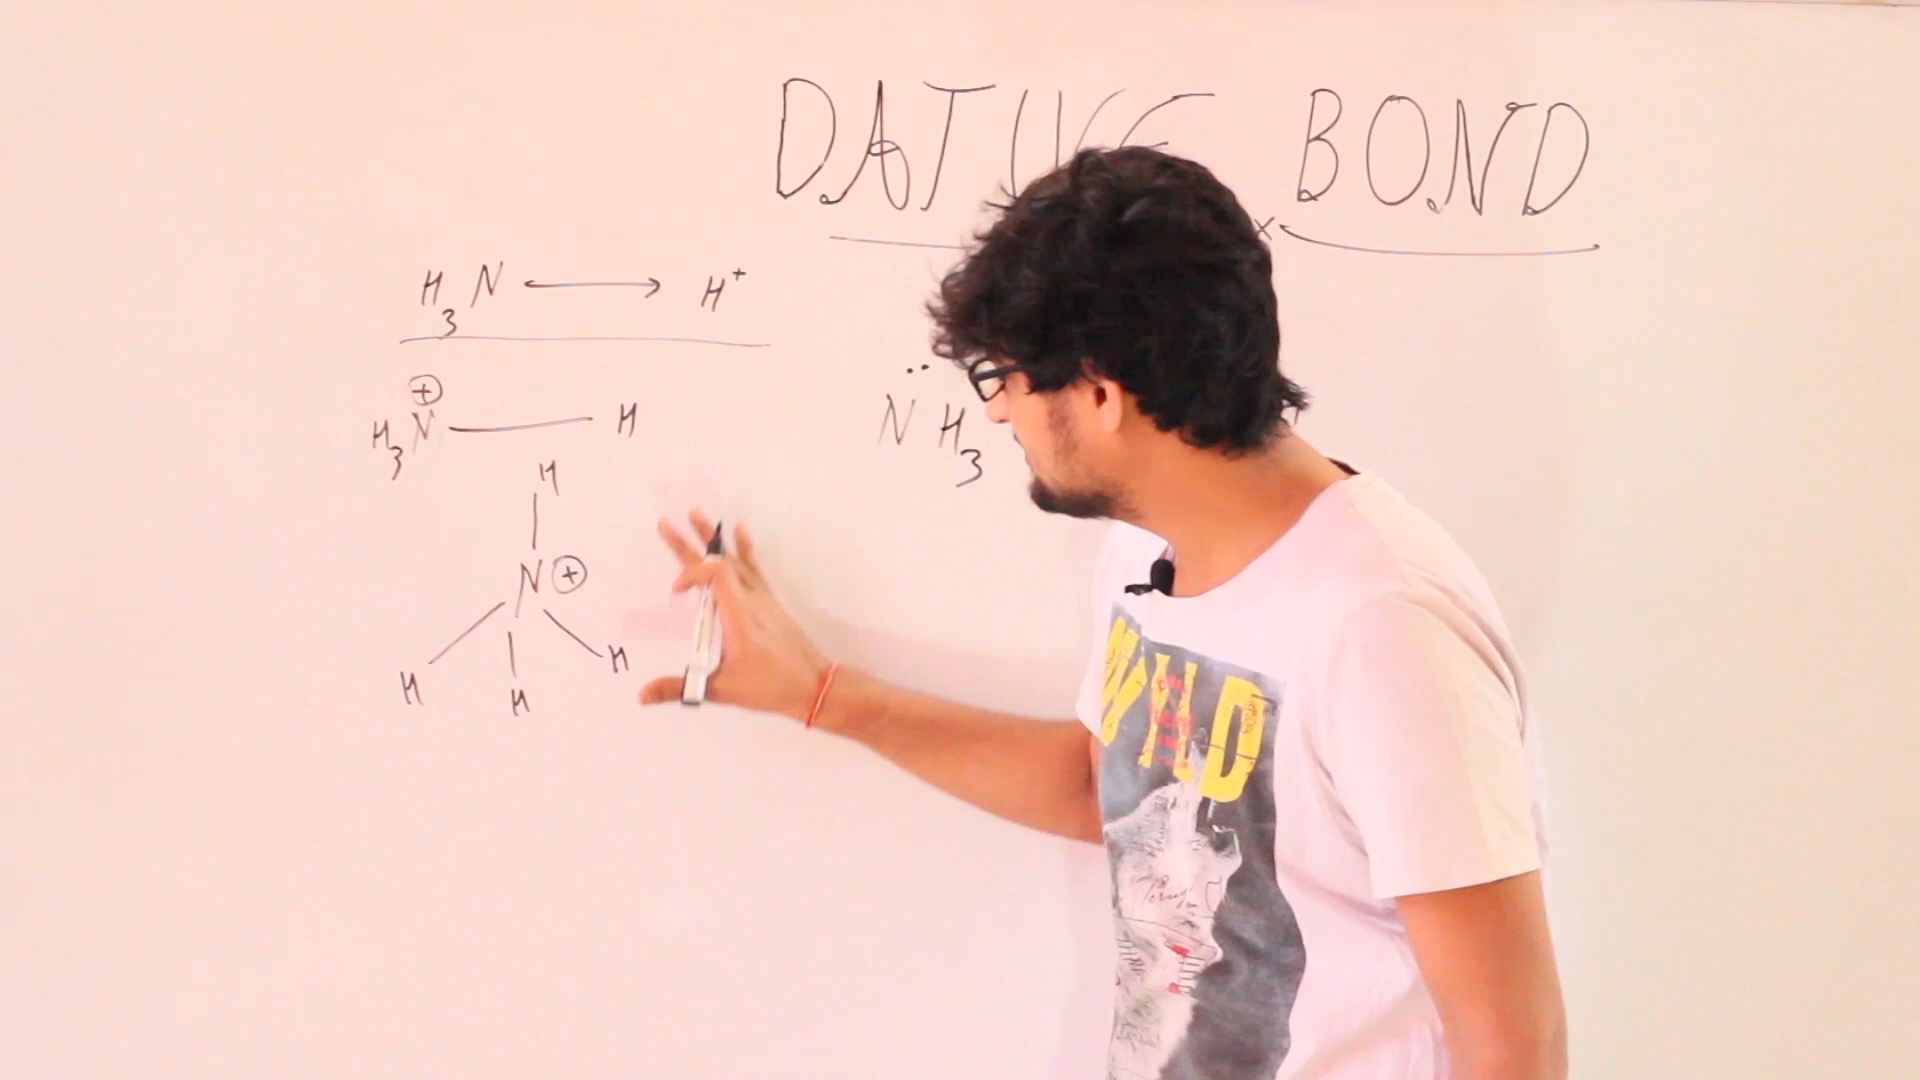 DATIVE BOND
H₃N ⟶ H⁺
H₃N⊕ — H
NH₃
H
N ⊕
H H H
WILD